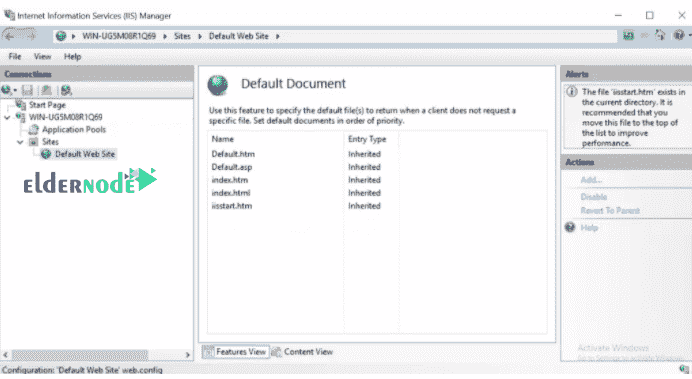 Internet Information Services (IIS) Manager
WIN-UG5M08R1Q69 Sites Default Web Site
File View Help
Connections
Start Page
WIN-UG5M08R1Q69
Application Pools
Sites
Default Web Site
ELDERNODE
Default Document
Use this feature to specify the default file(s) to return when a client does not request a
specific file. Set default documents in order of priority.
Name Entry Type
Default.htm Inherited
Default.asp Inherited
index.htm Inherited
index.html Inherited
iisstart.htm Inherited
Features View Content View
Alerts
The file 'iisstart.htm' exists in
the current directory. It is
recommended that you
move this file to the top of
the list to improve
performance.
Actions
Add...
Disable
Revert To Parent
Help
Activate Windows
Go to Settings to activate Windows.
Configuration: 'Default Web Site' web.config